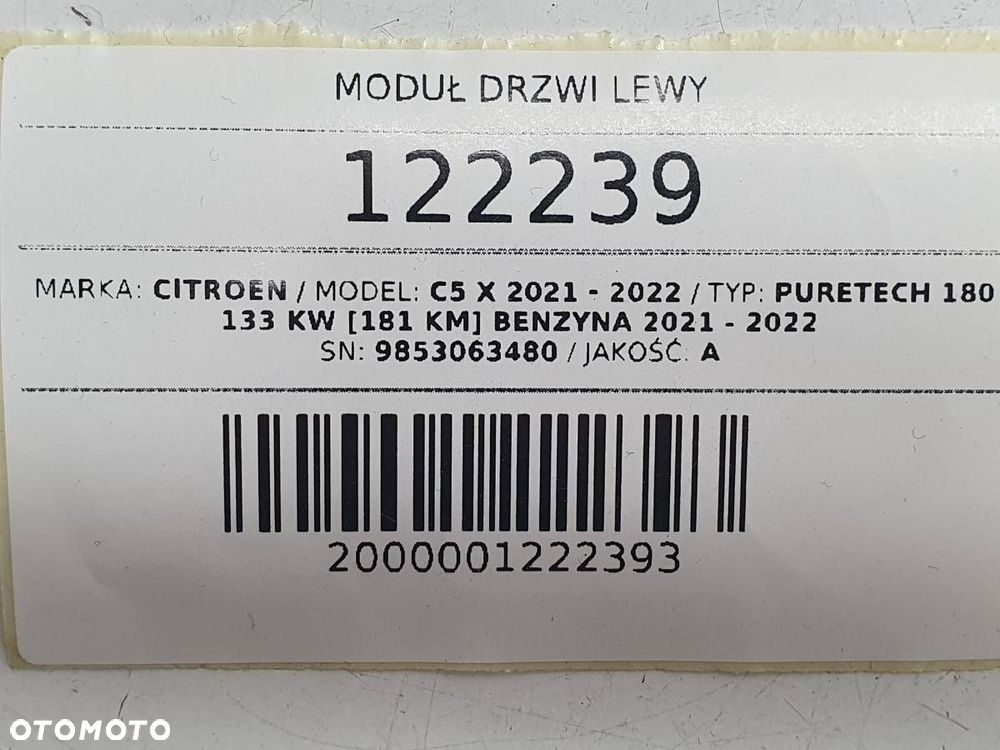 MODUŁ DRZWI LEWY
122239
MARKA: CITROEN / MODEL: C5 X 2021 - 2022 / TYP: PURETECH 180
133 KW [181 KM] BENZYNA 2021 - 2022
SN: 9853063480 / JAKOŚĆ: A
2000001222393
OTOMOTO